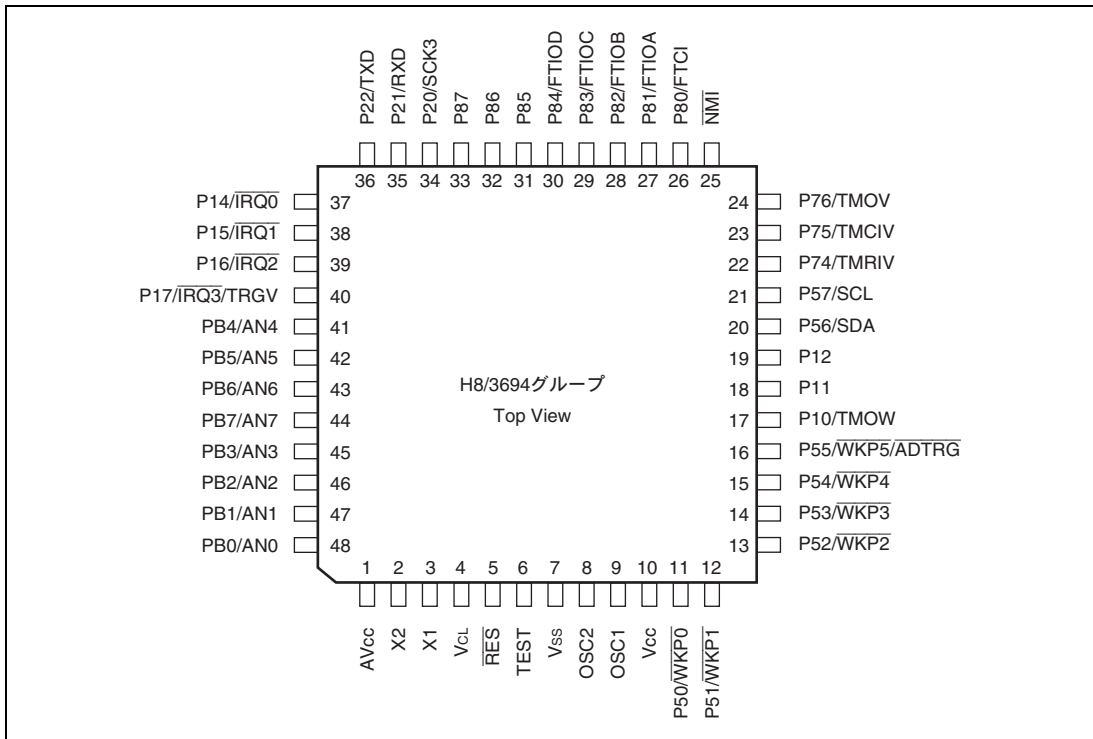 P22/TXD
P21/RXD
P20/SCK3
P87
P86
P85
P84/FTIOD
P83/FTIOC
P82/FTIOB
P81/FTIOA
P80/FTCI
NMI
36 35 34 33 32 31 30 29 28 27 26 25
P14/IRQ0 37
P15/IRQ1 38
P16/IRQ2 39
P17/IRQ3/TRGV 40
PB4/AN4 41
PB5/AN5 42
PB6/AN6 43
PB7/AN7 44
PB3/AN3 45
PB2/AN2 46
PB1/AN1 47
PB0/AN0 48
H8/3694グループ
Top View
24 P76/TMOV
23 P75/TMCIV
22 P74/TMRIV
21 P57/SCL
20 P56/SDA
19 P12
18 P11
17 P10/TMOW
16 P55/WKP5/ADTRG
15 P54/WKP4
14 P53/WKP3
13 P52/WKP2
1 2 3 4 5 6 7 8 9 10 11 12
AVcc
X2
X1
VCL
RES
TEST
Vss
OSC2
OSC1
Vcc
P50/WKP0
P51/WKP1